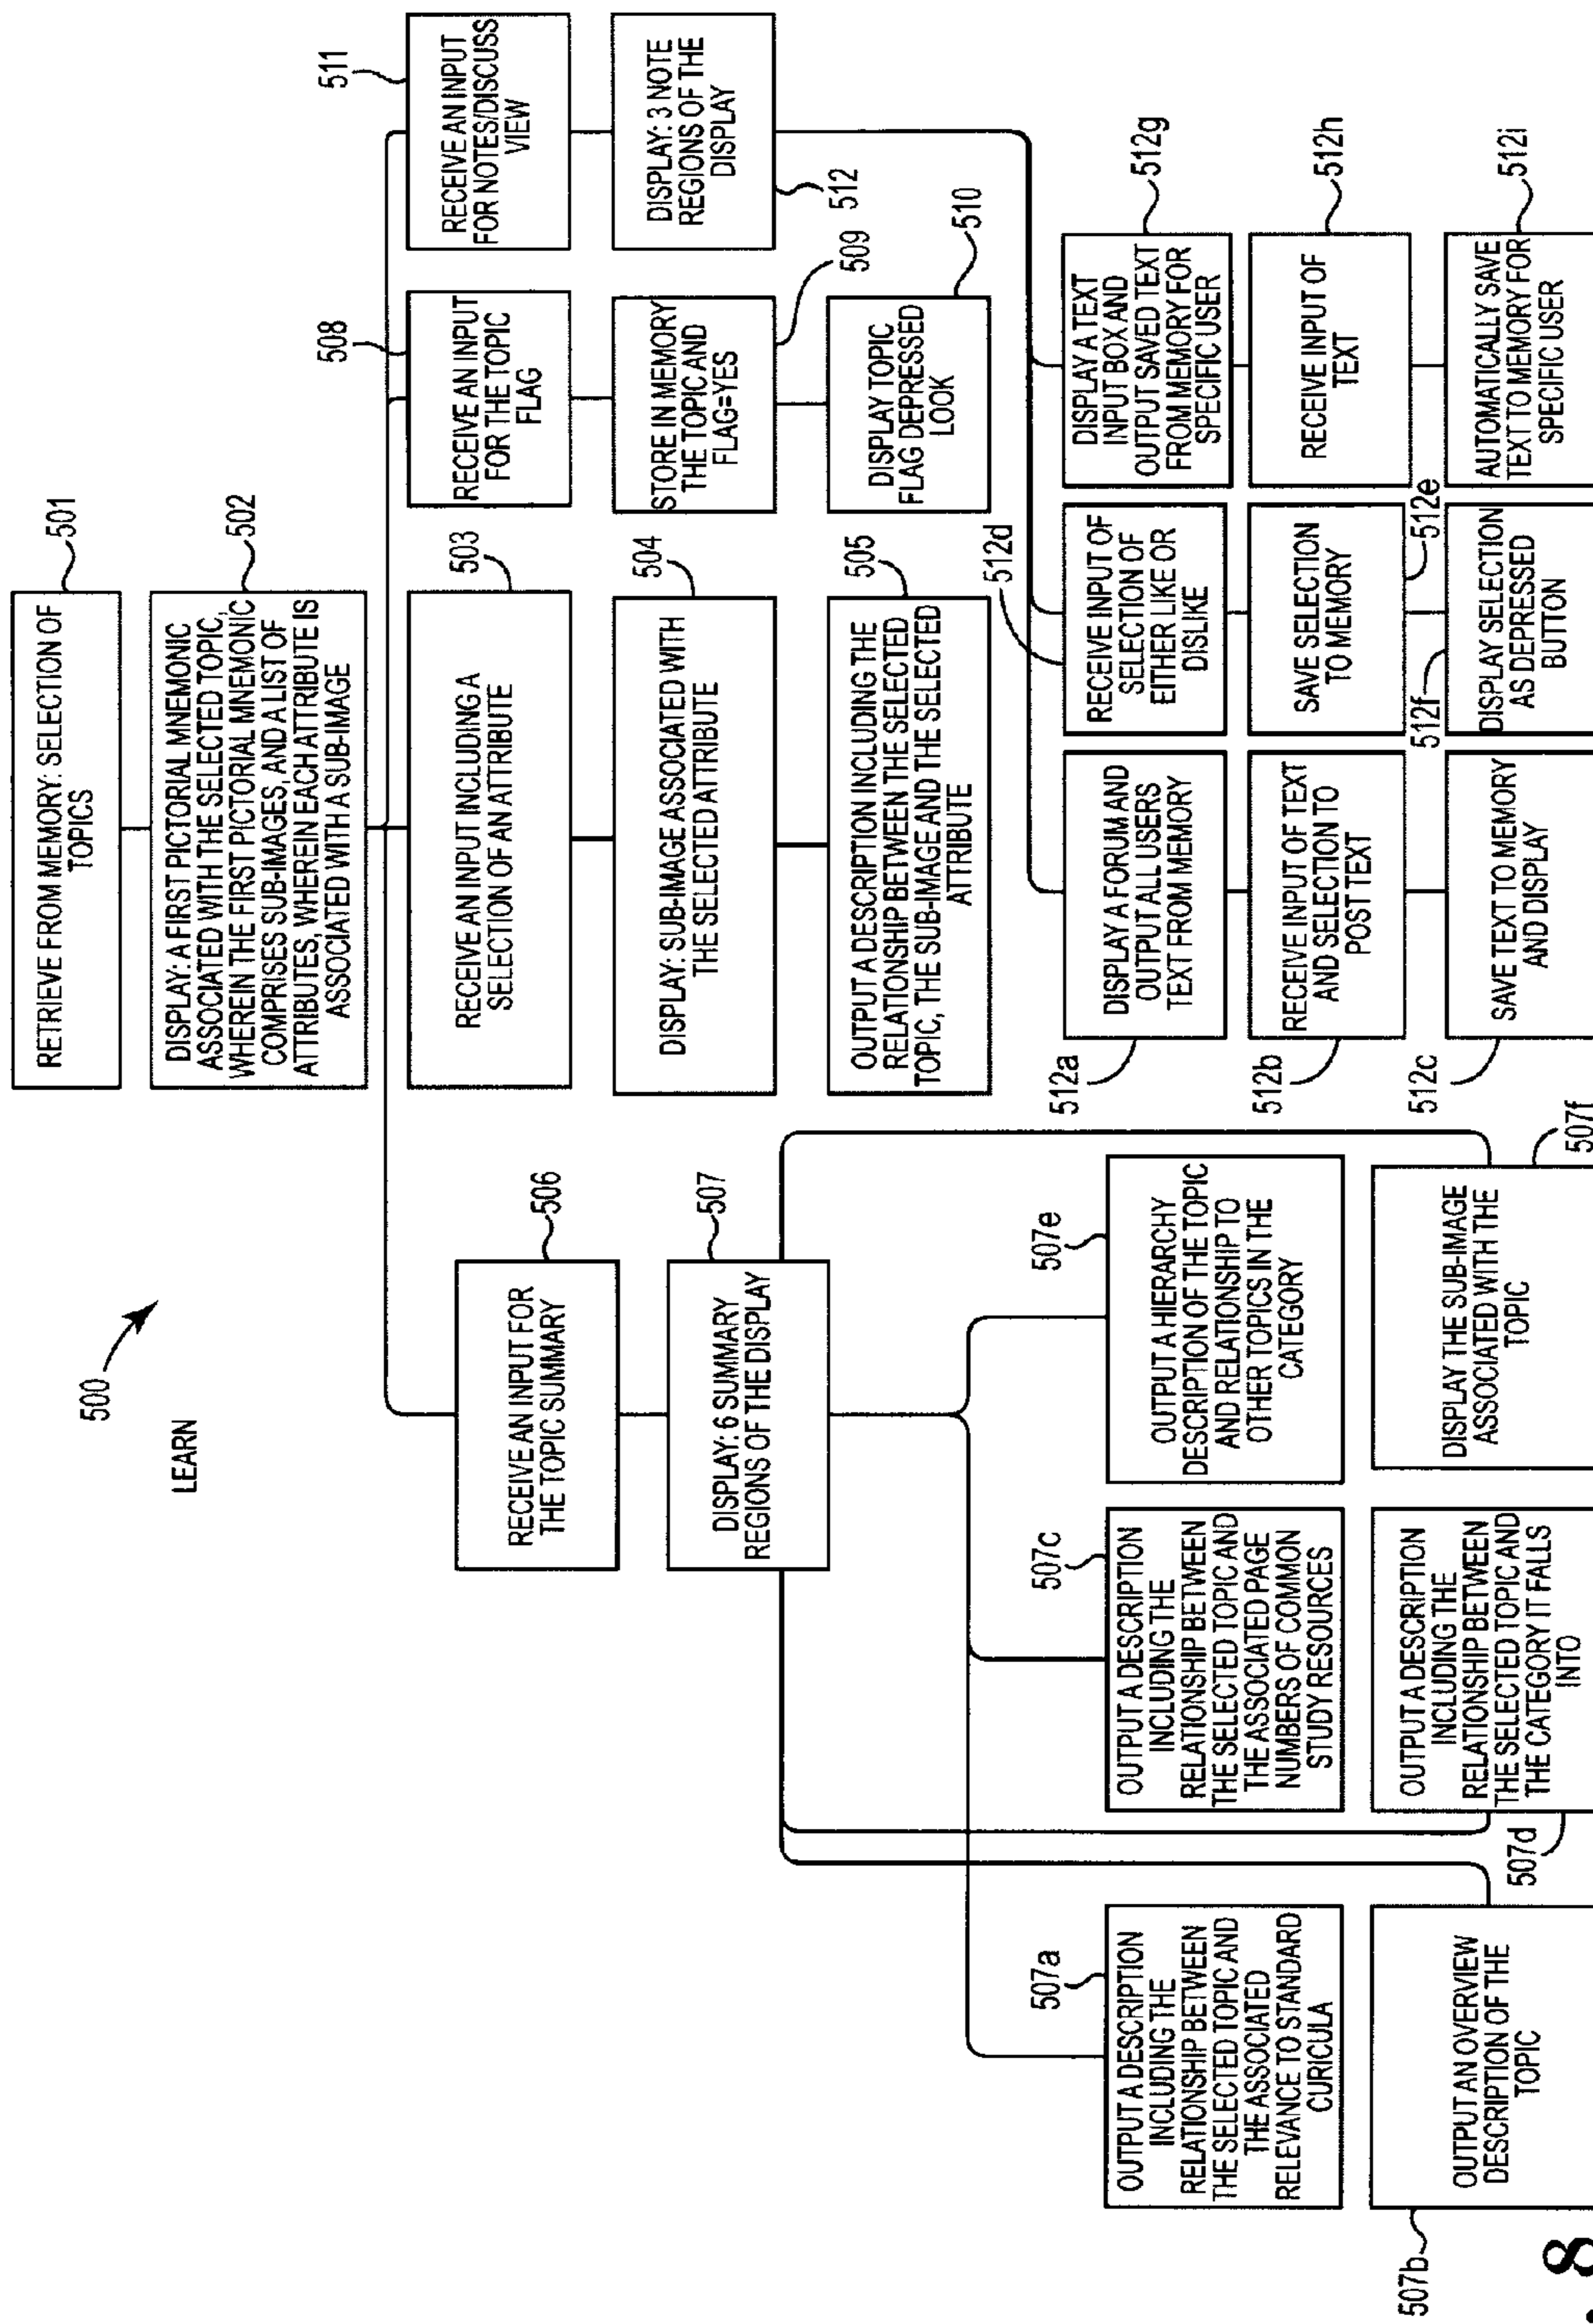 500
LEARN
RETRIEVE FROM MEMORY: SELECTION OF
TOPICS
501
DISPLAY: A FIRST PICTORIAL MNEMONIC
ASSOCIATED WITH THE SELECTED TOPIC,
WHEREIN THE FIRST PICTORIAL MNEMONIC
COMPRISES SUB-IMAGES, AND A LIST OF
ATTRIBUTES, WHEREIN EACH ATTRIBUTE IS
ASSOCIATED WITH A SUB-IMAGE
502
RECEIVE AN INPUT FOR
THE TOPIC SUMMARY
506
DISPLAY: 6 SUMMARY
REGIONS OF THE DISPLAY
507
RECEIVE AN INPUT INCLUDING A
SELECTION OF AN ATTRIBUTE
503
DISPLAY: SUB-IMAGE ASSOCIATED WITH
THE SELECTED ATTRIBUTE
504
OUTPUT A DESCRIPTION INCLUDING THE
RELATIONSHIP BETWEEN THE SELECTED
TOPIC, THE SUB-IMAGE AND THE SELECTED
ATTRIBUTE
505
RECEIVE AN INPUT
FOR THE TOPIC
FLAG
508
STORE IN MEMORY
THE TOPIC AND
FLAG=YES
509
DISPLAY TOPIC
FLAG DEPRESSED
LOOK
510
RECEIVE AN INPUT
FOR NOTES/DISCUSS
VIEW
511
DISPLAY: 3 NOTE
REGIONS OF THE
DISPLAY
512
OUTPUT A DESCRIPTION
INCLUDING THE
RELATIONSHIP BETWEEN
THE SELECTED TOPIC AND
THE ASSOCIATED
RELEVANCE TO STANDARD
CURICULA
507a
OUTPUT AN OVERVIEW
DESCRIPTION OF THE
TOPIC
507b
OUTPUT A DESCRIPTION
INCLUDING THE
RELATIONSHIP BETWEEN
THE SELECTED TOPIC AND
THE ASSOCIATED PAGE
NUMBERS OF COMMON
STUDY RESOURCES
507c
OUTPUT A DESCRIPTION
INCLUDING THE
RELATIONSHIP BETWEEN
THE SELECTED TOPIC AND
THE CATEGORY IT FALLS
INTO
507d
OUTPUT A HIERARCHY
DESCRIPTION OF THE TOPIC
AND RELATIONSHIP TO
OTHER TOPICS IN THE
CATEGORY
507e
DISPLAY THE SUB-IMAGE
ASSOCIATED WITH THE
TOPIC
507f
DISPLAY A FORUM AND
OUTPUT ALL USERS
TEXT FROM MEMORY
512a
RECEIVE INPUT OF TEXT
AND SELECTION TO
POST TEXT
512b
SAVE TEXT TO MEMORY
AND DISPLAY
512c
RECEIVE INPUT OF
SELECTION OF
EITHER LIKE OR
DISLIKE
512d
SAVE SELECTION
TO MEMORY
512e
DISPLAY SELECTION
AS DEPRESSED
BUTTON
512f
DISPLAY A TEXT
INPUT BOX AND
OUTPUT SAVED TEXT
FROM MEMORY FOR
SPECIFIC USER
512g
RECEIVE INPUT OF
TEXT
512h
AUTOMATICALLY SAVE
TEXT TO MEMORY FOR
SPECIFIC USER
512i
8